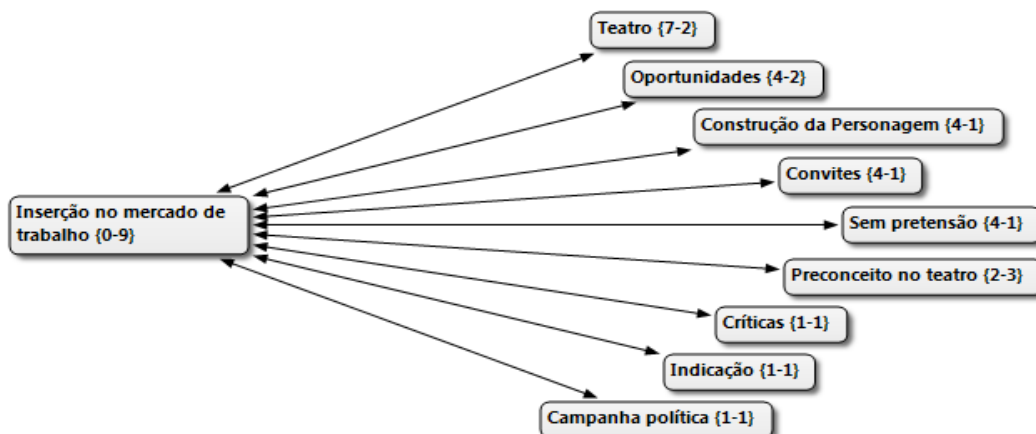 Teatro {7-2}
Oportunidades {4-2}
Construção da Personagem {4-1}
Convites {4-1}
Inserção no mercado de
trabalho {0-9}
Sem pretensão {4-1}
Preconceito no teatro {2-3}
Críticas {1-1}
Indicação {1-1}
Campanha política {1-1}